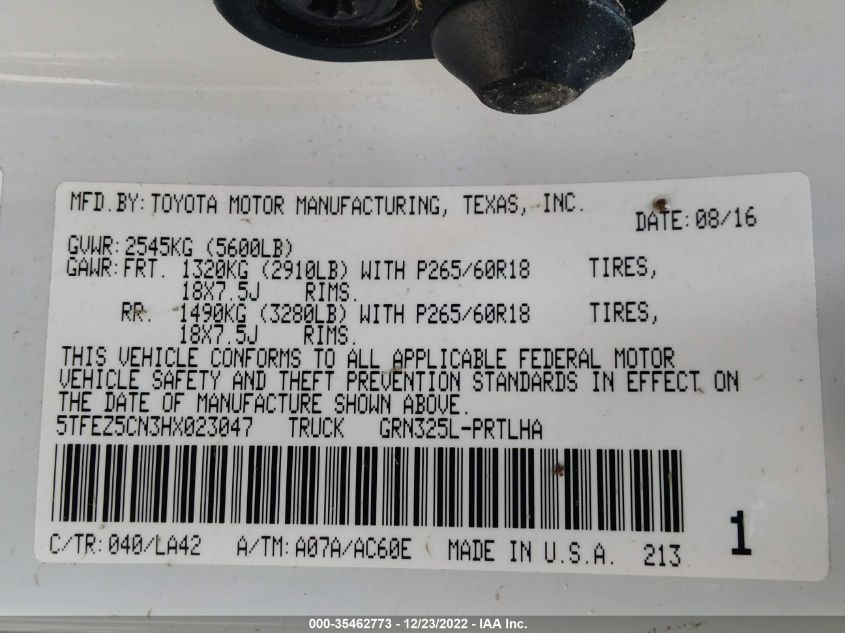 MFD.BY: TOYOTA MOTOR MANUFACTURING, TEXAS, INC. DATE: 08/16
GVWR: 2545KG (5600LB)
GAWR: FRT. 1320KG (2910LB) WITH P265/60R18 TIRES,
18X7.5J RIMS.
RR. 1490KG (3280LB) WITH P265/60R18 TIRES,
18X7.5J RIMS.
THIS VEHICLE CONFORMS TO ALL APPLICABLE FEDERAL MOTOR
VEHICLE SAFETY AND THEFT PREVENTION STANDARDS IN EFFECT ON
THE DATE OF MANUFACTURE SHOWN ABOVE.
5TFEZ5CN3HX023047 TRUCK GRN325L-PRTLHA
C/TR: 040/LA42 A/TM: A07A/AC60E MADE IN U.S.A. 213 1
000-35462773 - 12/23/2022 - IAA Inc.